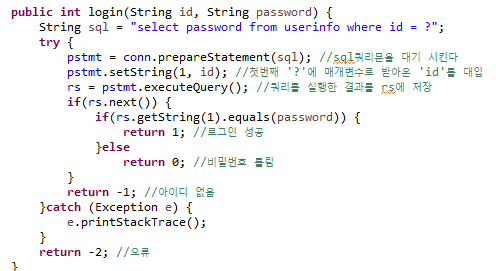 public int login(String id, String password) {
String sql = "select password from userinfo where id = ?";
try {
pstmt = conn.prepareStatement(sql); //sql쿼리문을 대기 시킨다
pstmt.setString(1, id); //첫번째 '?'에 매개변수로 받아온 'id'를 대입
rs = pstmt.executeQuery(); //쿼리를 실행한 결과를 rs에 저장
if(rs.next()) {
if(rs.getString(1).equals(password)) {
return 1; //로그인 성공
}else
return 0; //비밀번호 틀림
}
return -1; //아이디 없음
}catch (Exception e) {
e.printStackTrace();
}
return -2; //오류
}